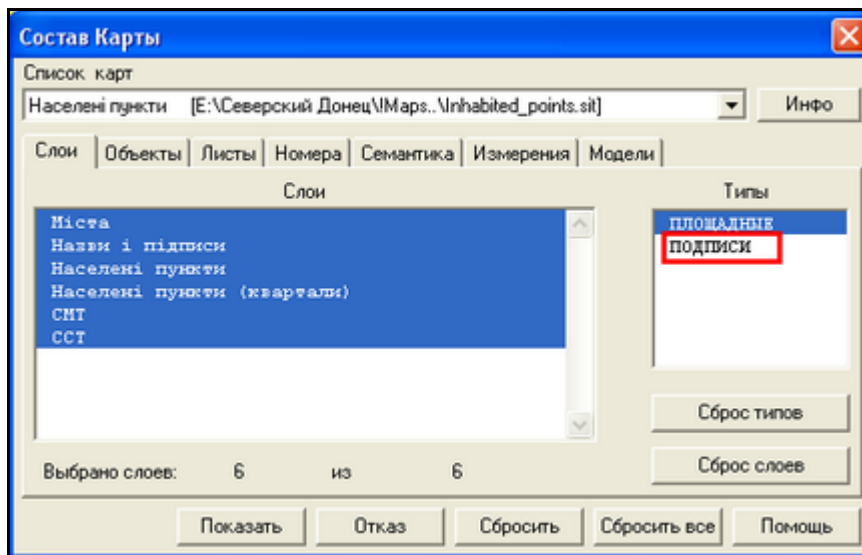 Состав Карты
Список карт
Населені пункти [E:\Северский Донец\!Maps..\Inhabited_points.sit] Инфо
Слои Объекты Листы Номера Семантика Измерения Модели
Слои Типы
Міста ПЛОЩАДНЫЕ
Назви і підписи ПОДПИСИ
Населені пункти
Населені пункти (квартали)
СМТ
ССТ
Сброс типов
Выбрано слоев: 6 из 6 Сброс слоев
Показать Отказ Сбросить Сбросить все Помощь